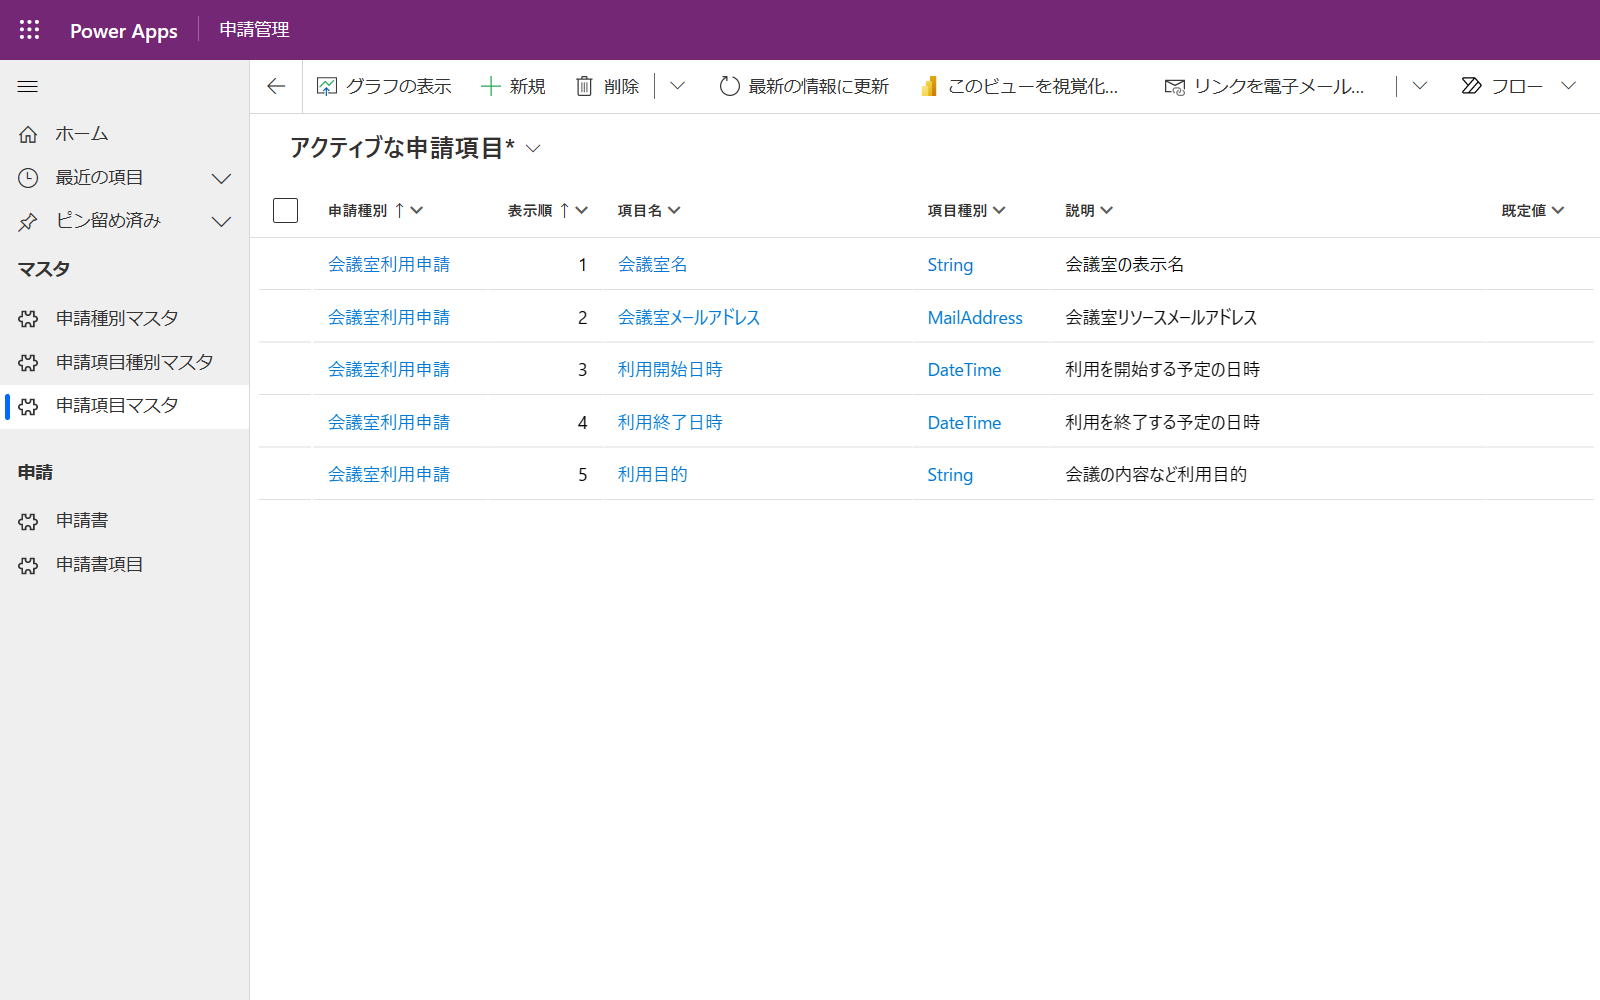 Power Apps 申請管理
グラフの表示 新規 削除 最新の情報に更新 このビューを視覚化... リンクを電子メール... フロー
ホーム
最近の項目
ピン留め済み
マスタ
申請種別マスタ
申請項目種別マスタ
申請項目マスタ
申請
申請書
申請書項目
アクティブな申請項目*
申請種別 ↑ 表示順 ↑ 項目名 項目種別 説明 既定値
会議室利用申請 1 会議室名 String 会議室の表示名
会議室利用申請 2 会議室メールアドレス MailAddress 会議室リソースメールアドレス
会議室利用申請 3 利用開始日時 DateTime 利用を開始する予定の日時
会議室利用申請 4 利用終了日時 DateTime 利用を終了する予定の日時
会議室利用申請 5 利用目的 String 会議の内容など利用目的